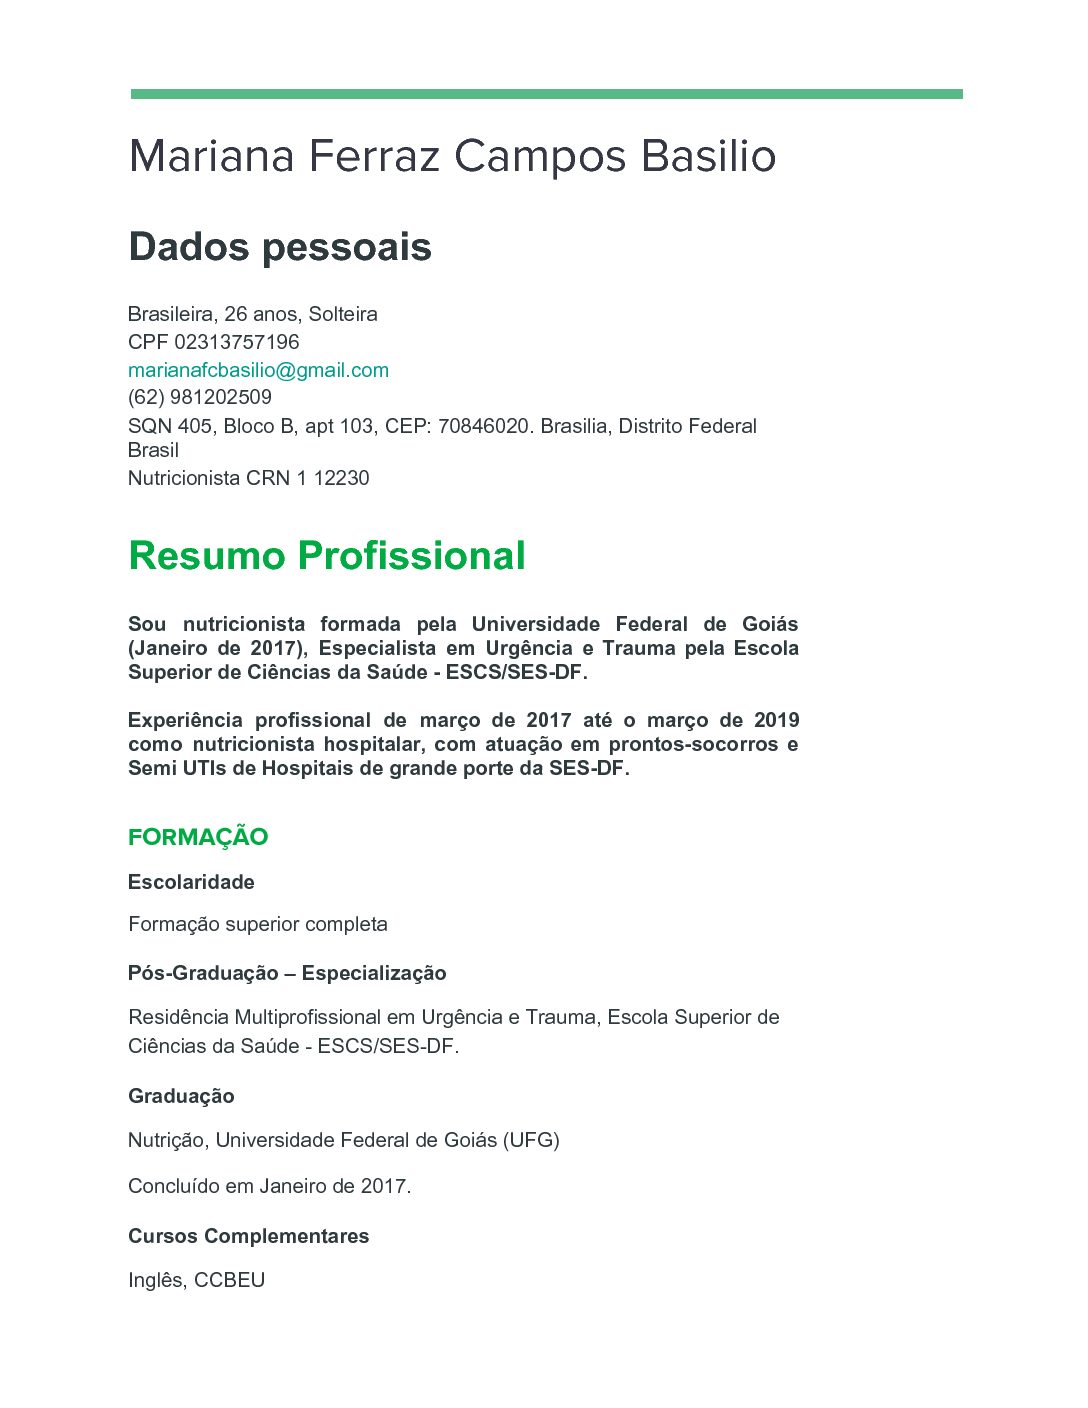 Mariana Ferraz Campos Basilio
Dados pessoais
Brasileira, 26 anos, Solteira
CPF 02313757196
marianafcbasilio@gmail.com
(62) 981202509
SQN 405, Bloco B, apt 103, CEP: 70846020. Brasilia, Distrito Federal
Brasil
Nutricionista CRN 1 12230
Resumo Profissional
Sou nutricionista formada pela Universidade Federal de Goiás
(Janeiro de 2017), Especialista em Urgência e Trauma pela Escola
Superior de Ciências da Saúde - ESCS/SES-DF.
Experiência profissional de março de 2017 até o março de 2019
como nutricionista hospitalar, com atuação em prontos-socorros e
Semi UTIs de Hospitais de grande porte da SES-DF.
FORMAÇÃO
Escolaridade
Formação superior completa
Pós-Graduação – Especialização
Residência Multiprofissional em Urgência e Trauma, Escola Superior de
Ciências da Saúde - ESCS/SES-DF.
Graduação
Nutrição, Universidade Federal de Goiás (UFG)
Concluído em Janeiro de 2017.
Cursos Complementares
Inglês, CCBEU